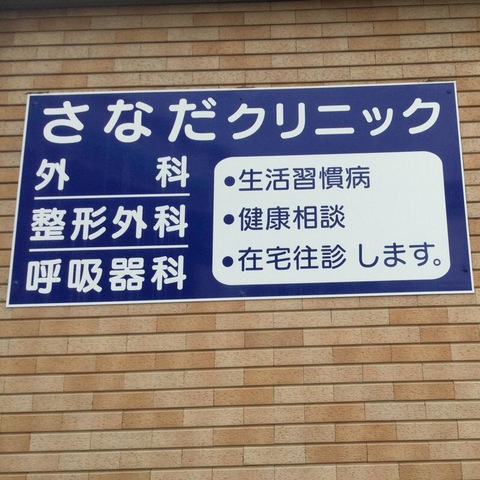 さなだクリニック
外科
整形外科
呼吸器科
•生活習慣病
•健康相談
•在宅往診します。